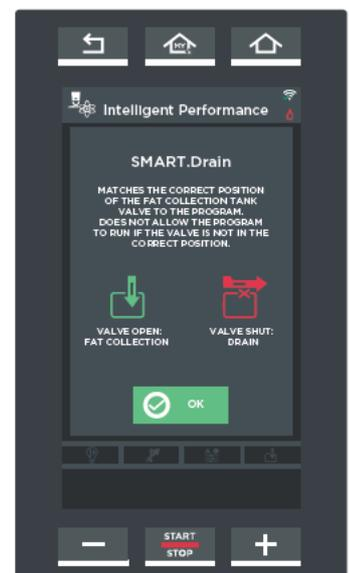 MY
Intelligent Performance
SMART.Drain
MATCHES THE CORRECT POSITION
OF THE FAT COLLECTION TANK
VALVE TO THE PROGRAM.
DOES NOT ALLOW THE PROGRAM
TO RUN IF THE VALVE IS NOT IN THE
CORRECT POSITION.
VALVE OPEN: VALVE SHUT:
FAT COLLECTION DRAIN
OK
START
STOP